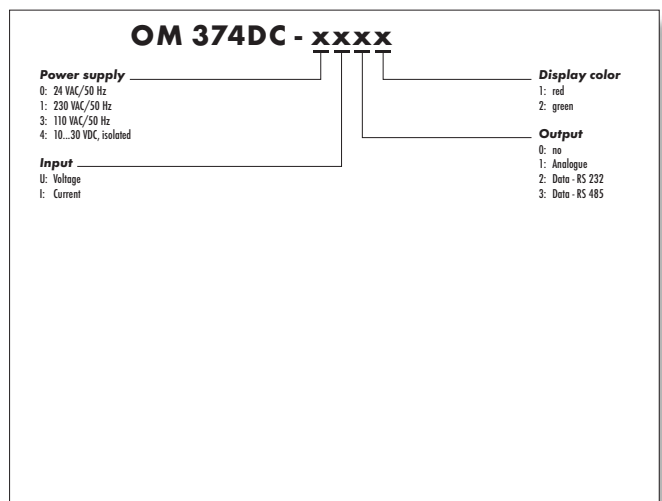 OM 374DC - xxxx
Power supply
0: 24 VAC/50 Hz
1: 230 VAC/50 Hz
3: 110 VAC/50 Hz
4: 10...30 VDC, isolated
Input
U: Voltage
I: Current
Display color
1: red
2: green
Output
0: no
1: Analogue
2: Data - RS 232
3: Data - RS 485